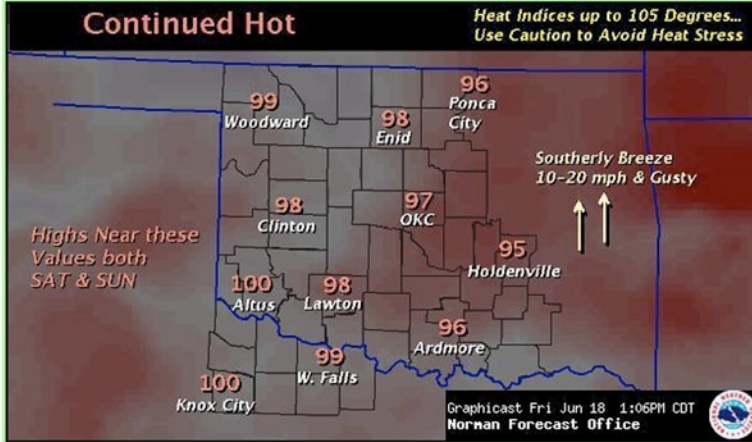 Continued Hot
Heat Indices up to 105 Degrees...
Use Caution to Avoid Heat Stress
96
Ponca
City
99
Woodward
98
Enid
Southerly Breeze
10-20 mph & Gusty
98
Clinton
97
OKC
Highs Near these
Values both
SAT & SUN
95
Holdenville
100
Altus
98
Lawton
96
Ardmore
99
W. Falls
100
Knox City
Graphicast Fri Jun 18 1:06PM CDT
Norman Forecast Office